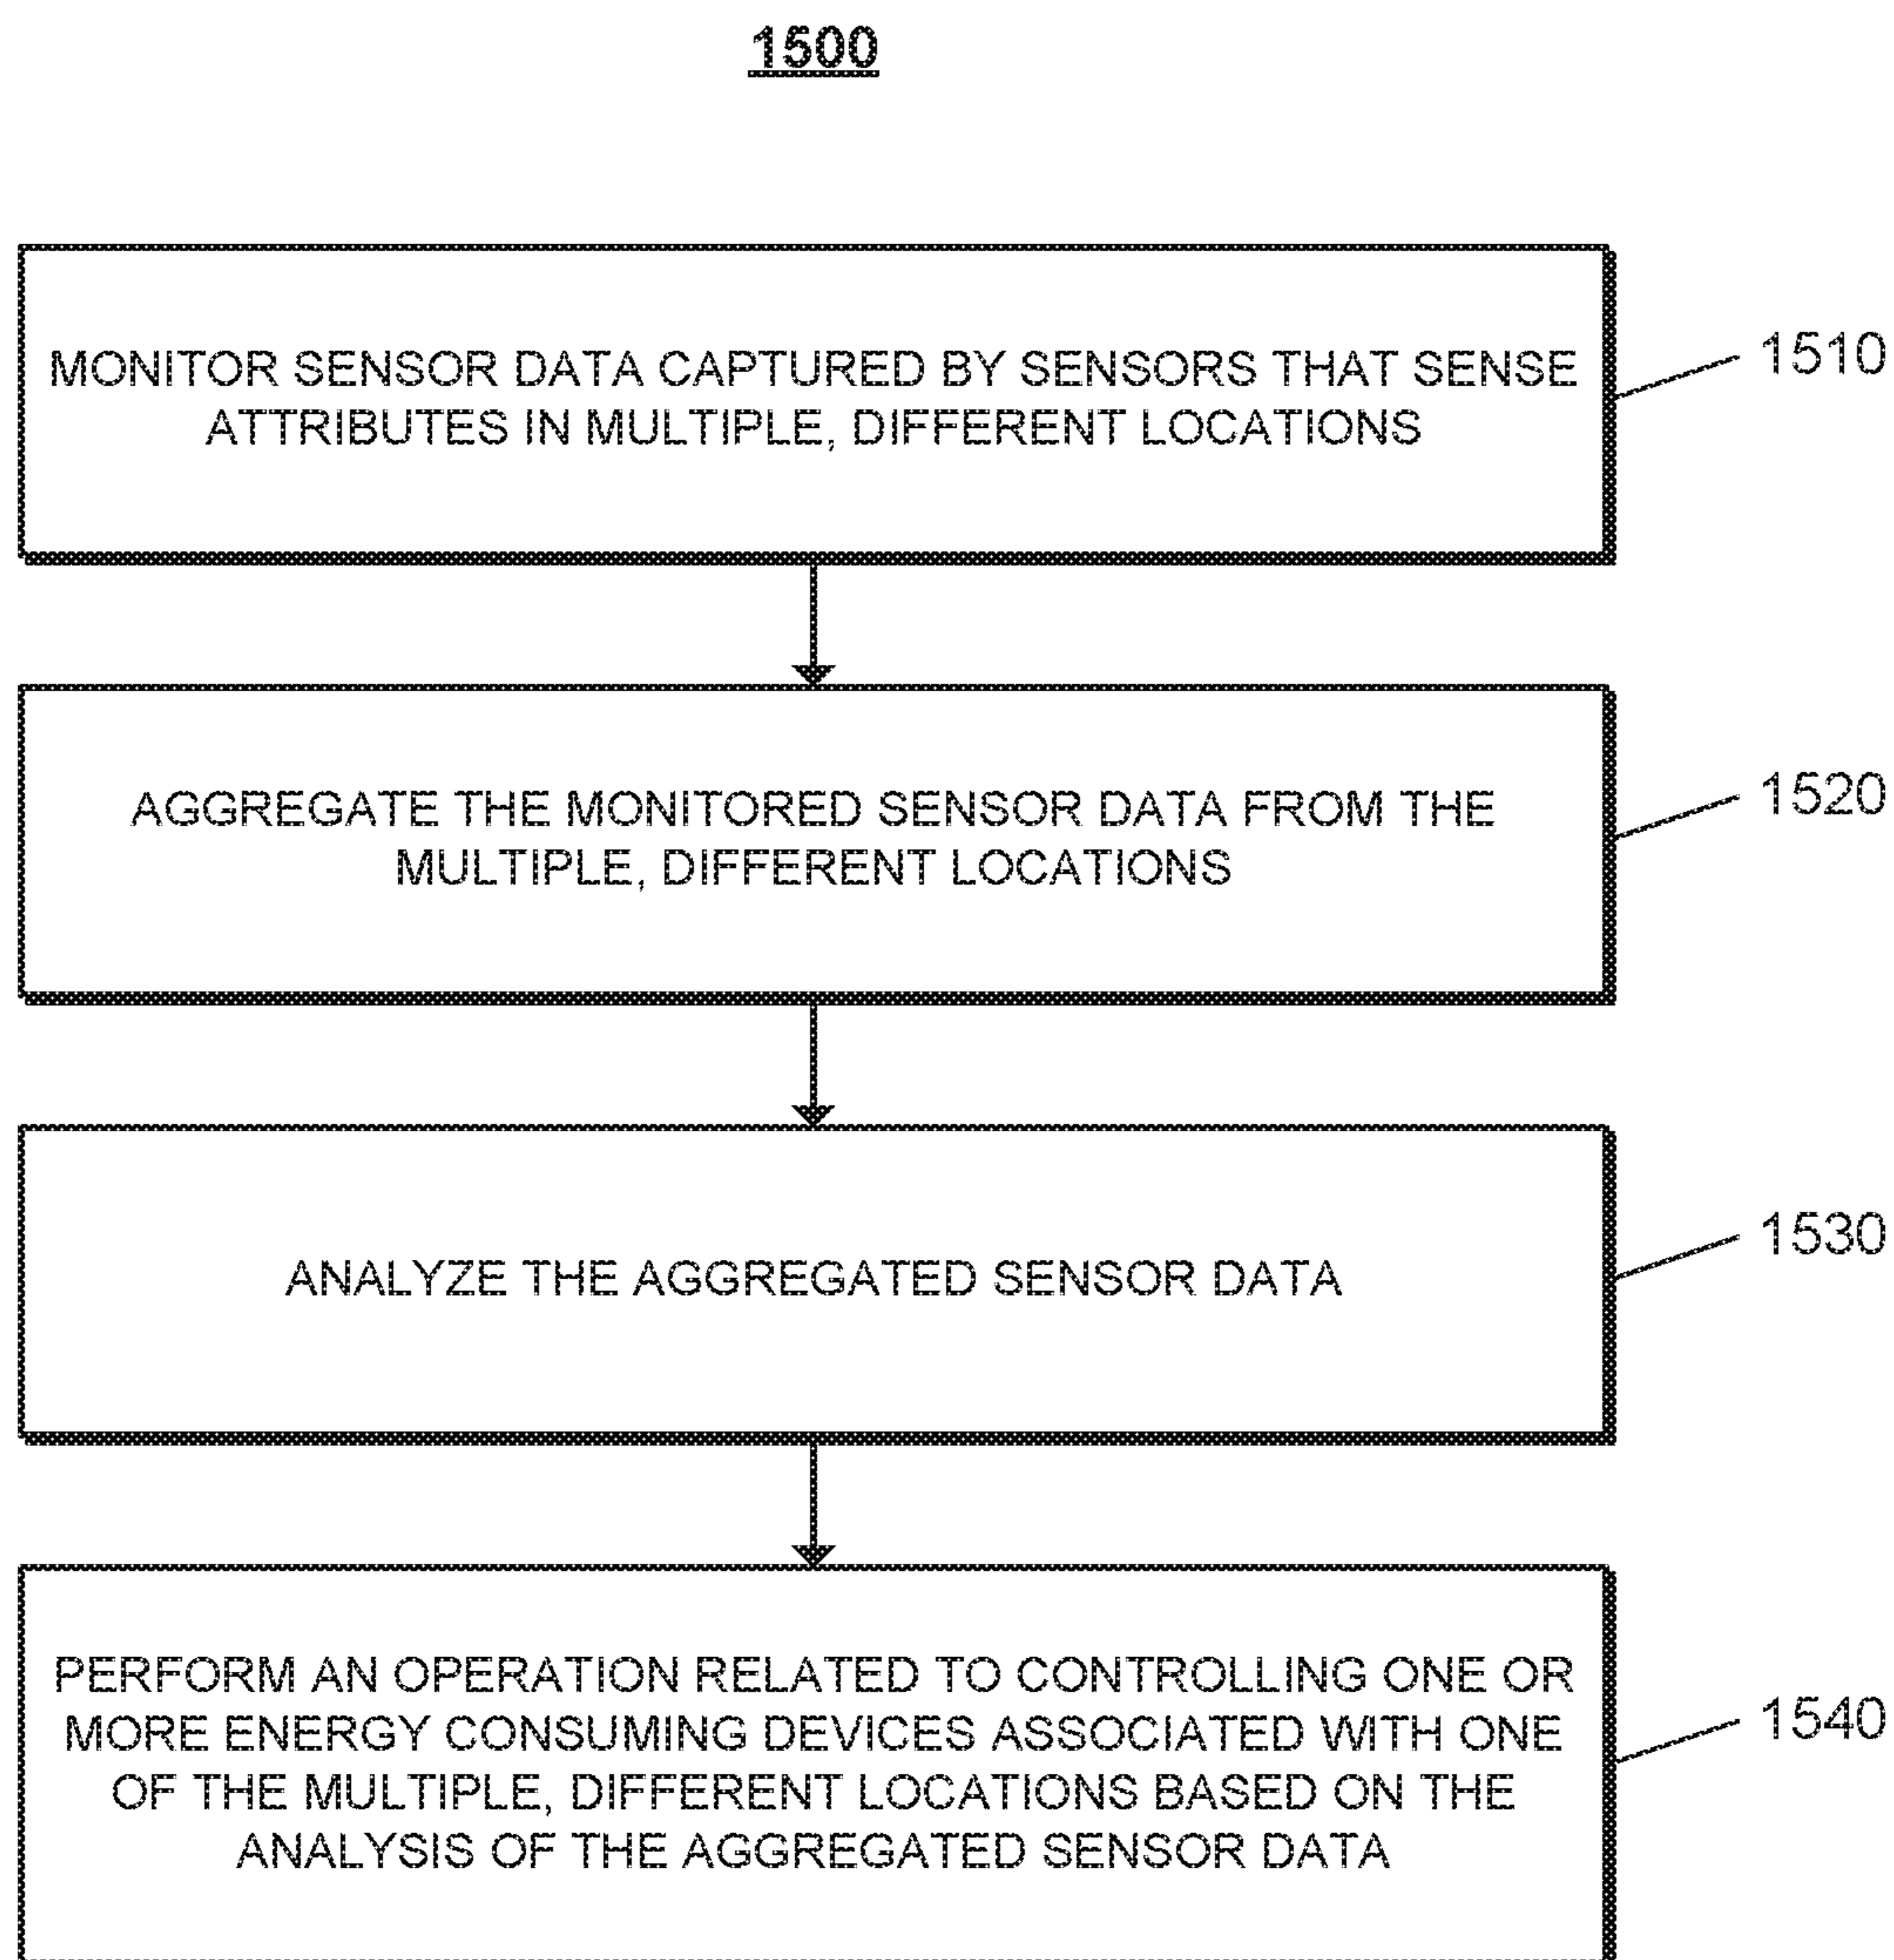 1500
MONITOR SENSOR DATA CAPTURED BY SENSORS THAT SENSE
ATTRIBUTES IN MULTIPLE, DIFFERENT LOCATIONS
1510
AGGREGATE THE MONITORED SENSOR DATA FROM THE
MULTIPLE, DIFFERENT LOCATIONS
1520
ANALYZE THE AGGREGATED SENSOR DATA
1530
PERFORM AN OPERATION RELATED TO CONTROLLING ONE OR
MORE ENERGY CONSUMING DEVICES ASSOCIATED WITH ONE
OF THE MULTIPLE, DIFFERENT LOCATIONS BASED ON THE
ANALYSIS OF THE AGGREGATED SENSOR DATA
1540